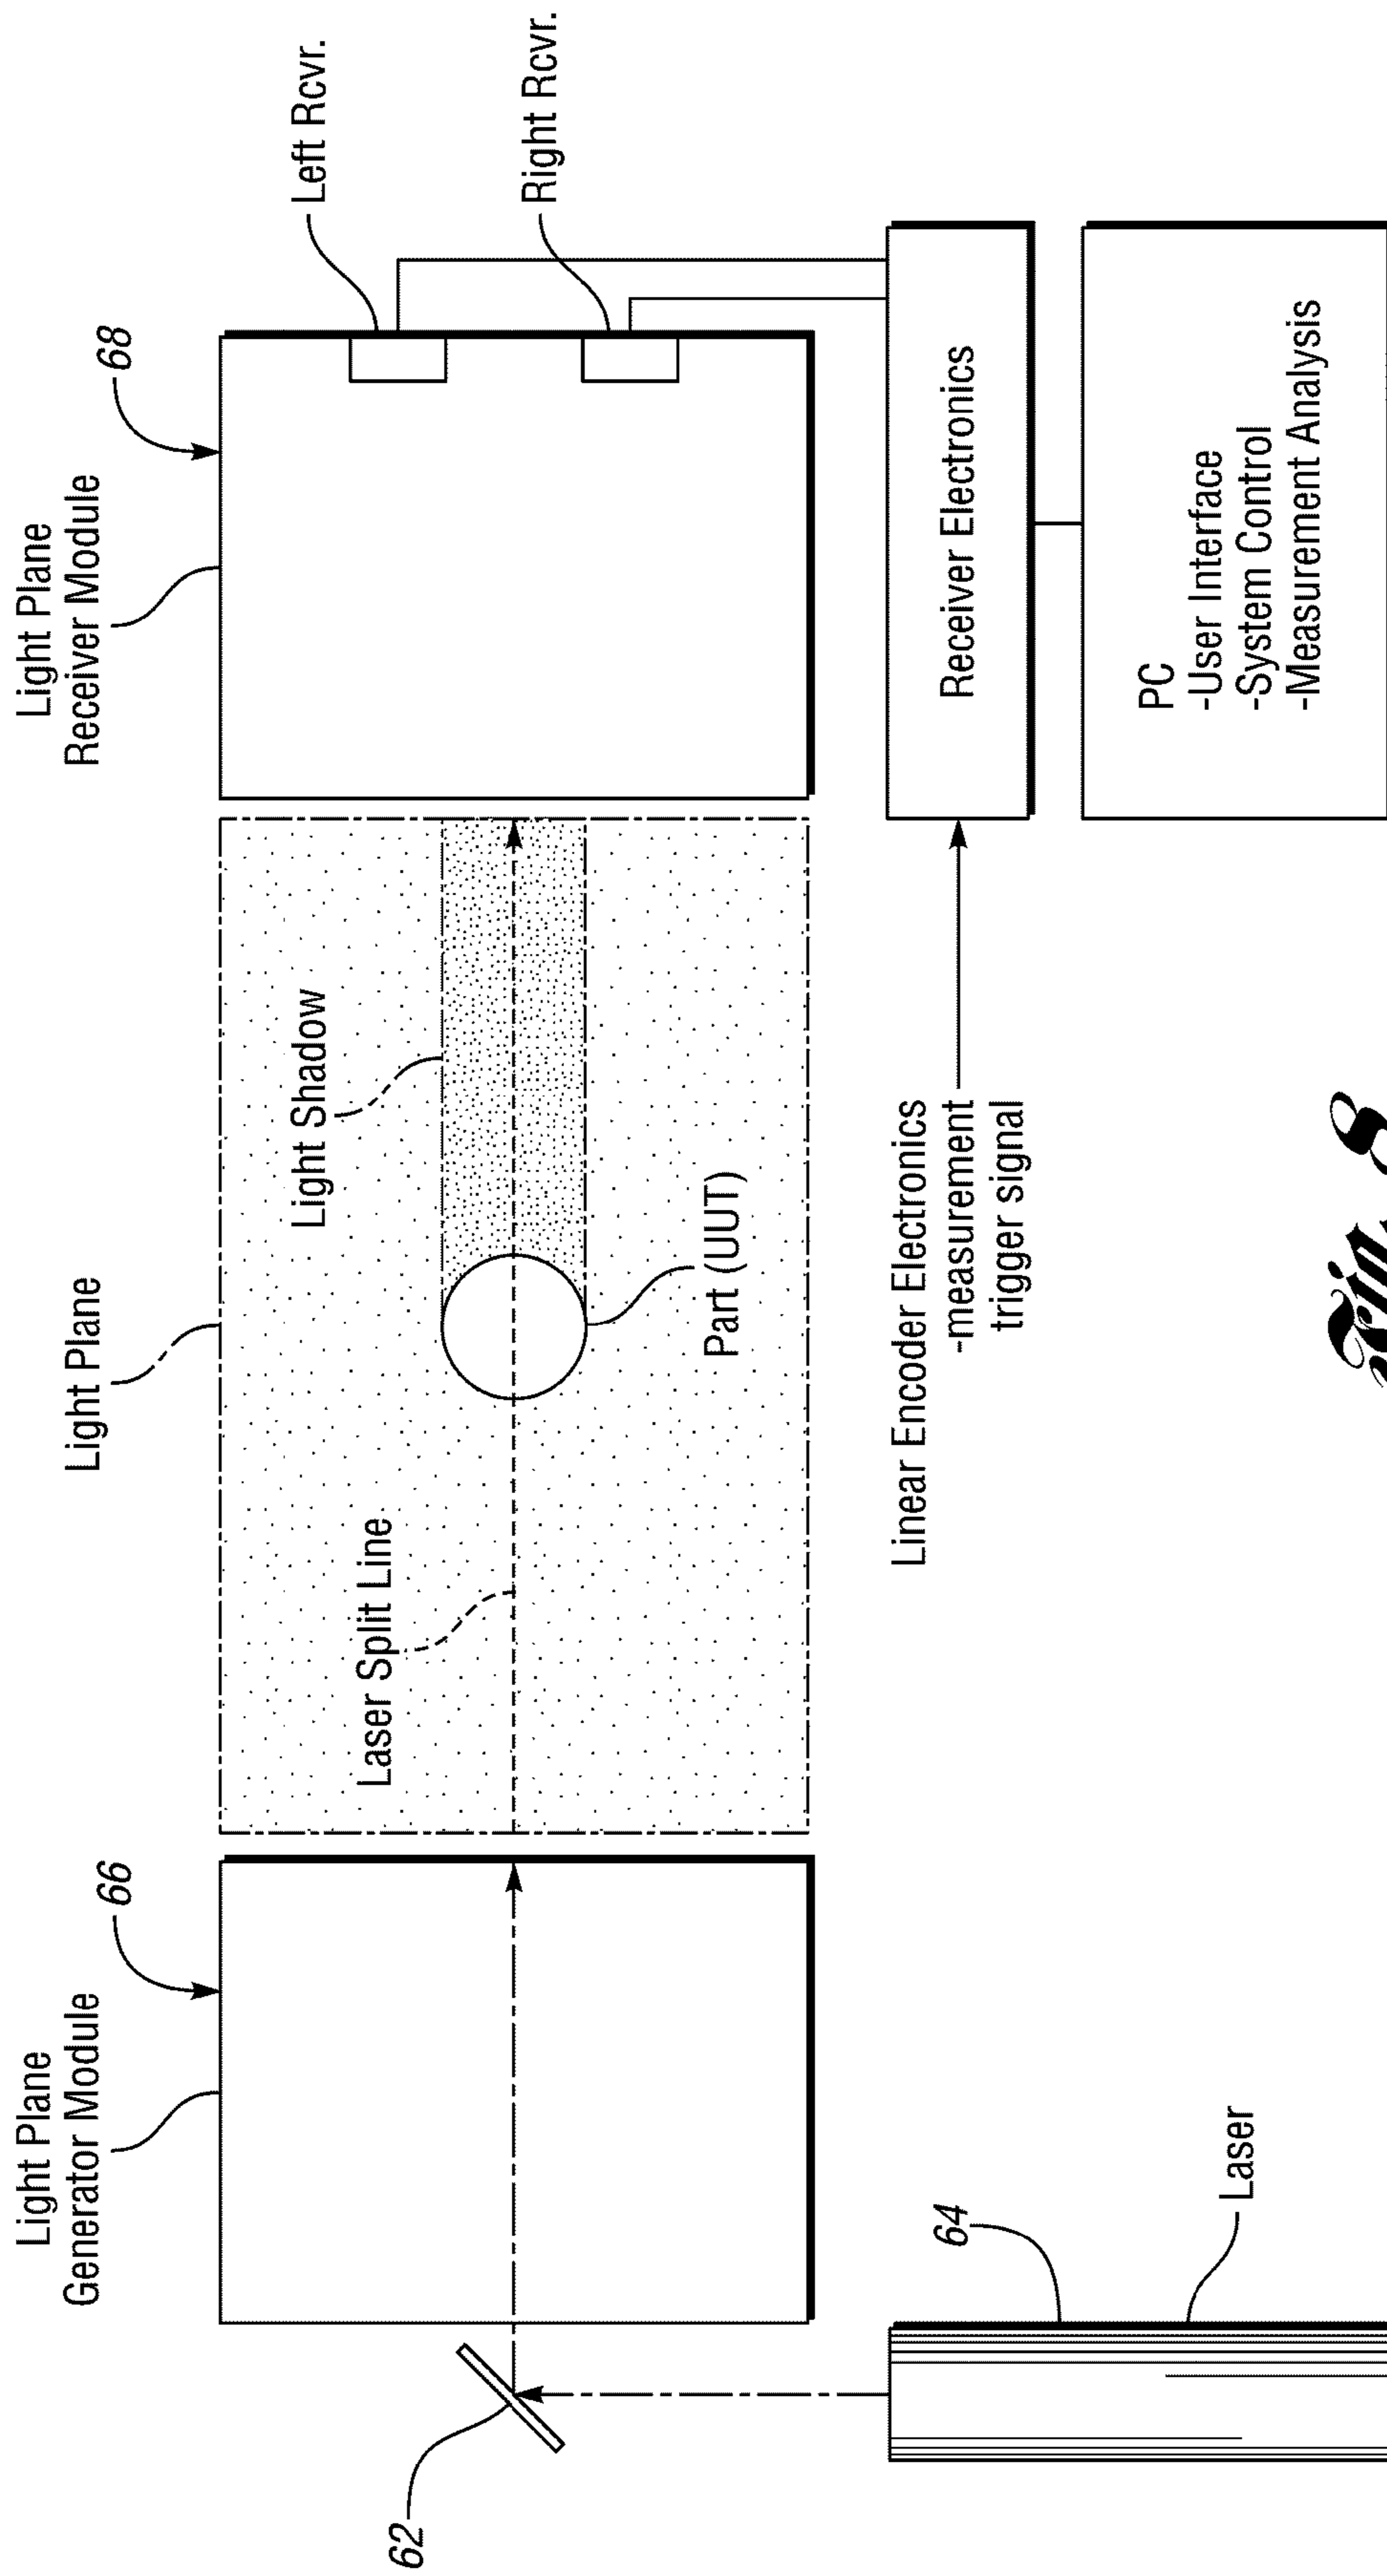 Light Plane
Generator Module
66
Light Plane
Light Plane
Receiver Module
68
Left Rcvr.
Right Rcvr.
Light Shadow
Laser Split Line
Part (UUT)
62
64
Laser
Linear Encoder Electronics
-measurement
trigger signal
Receiver Electronics
PC
-User Interface
-System Control
-Measurement Analysis